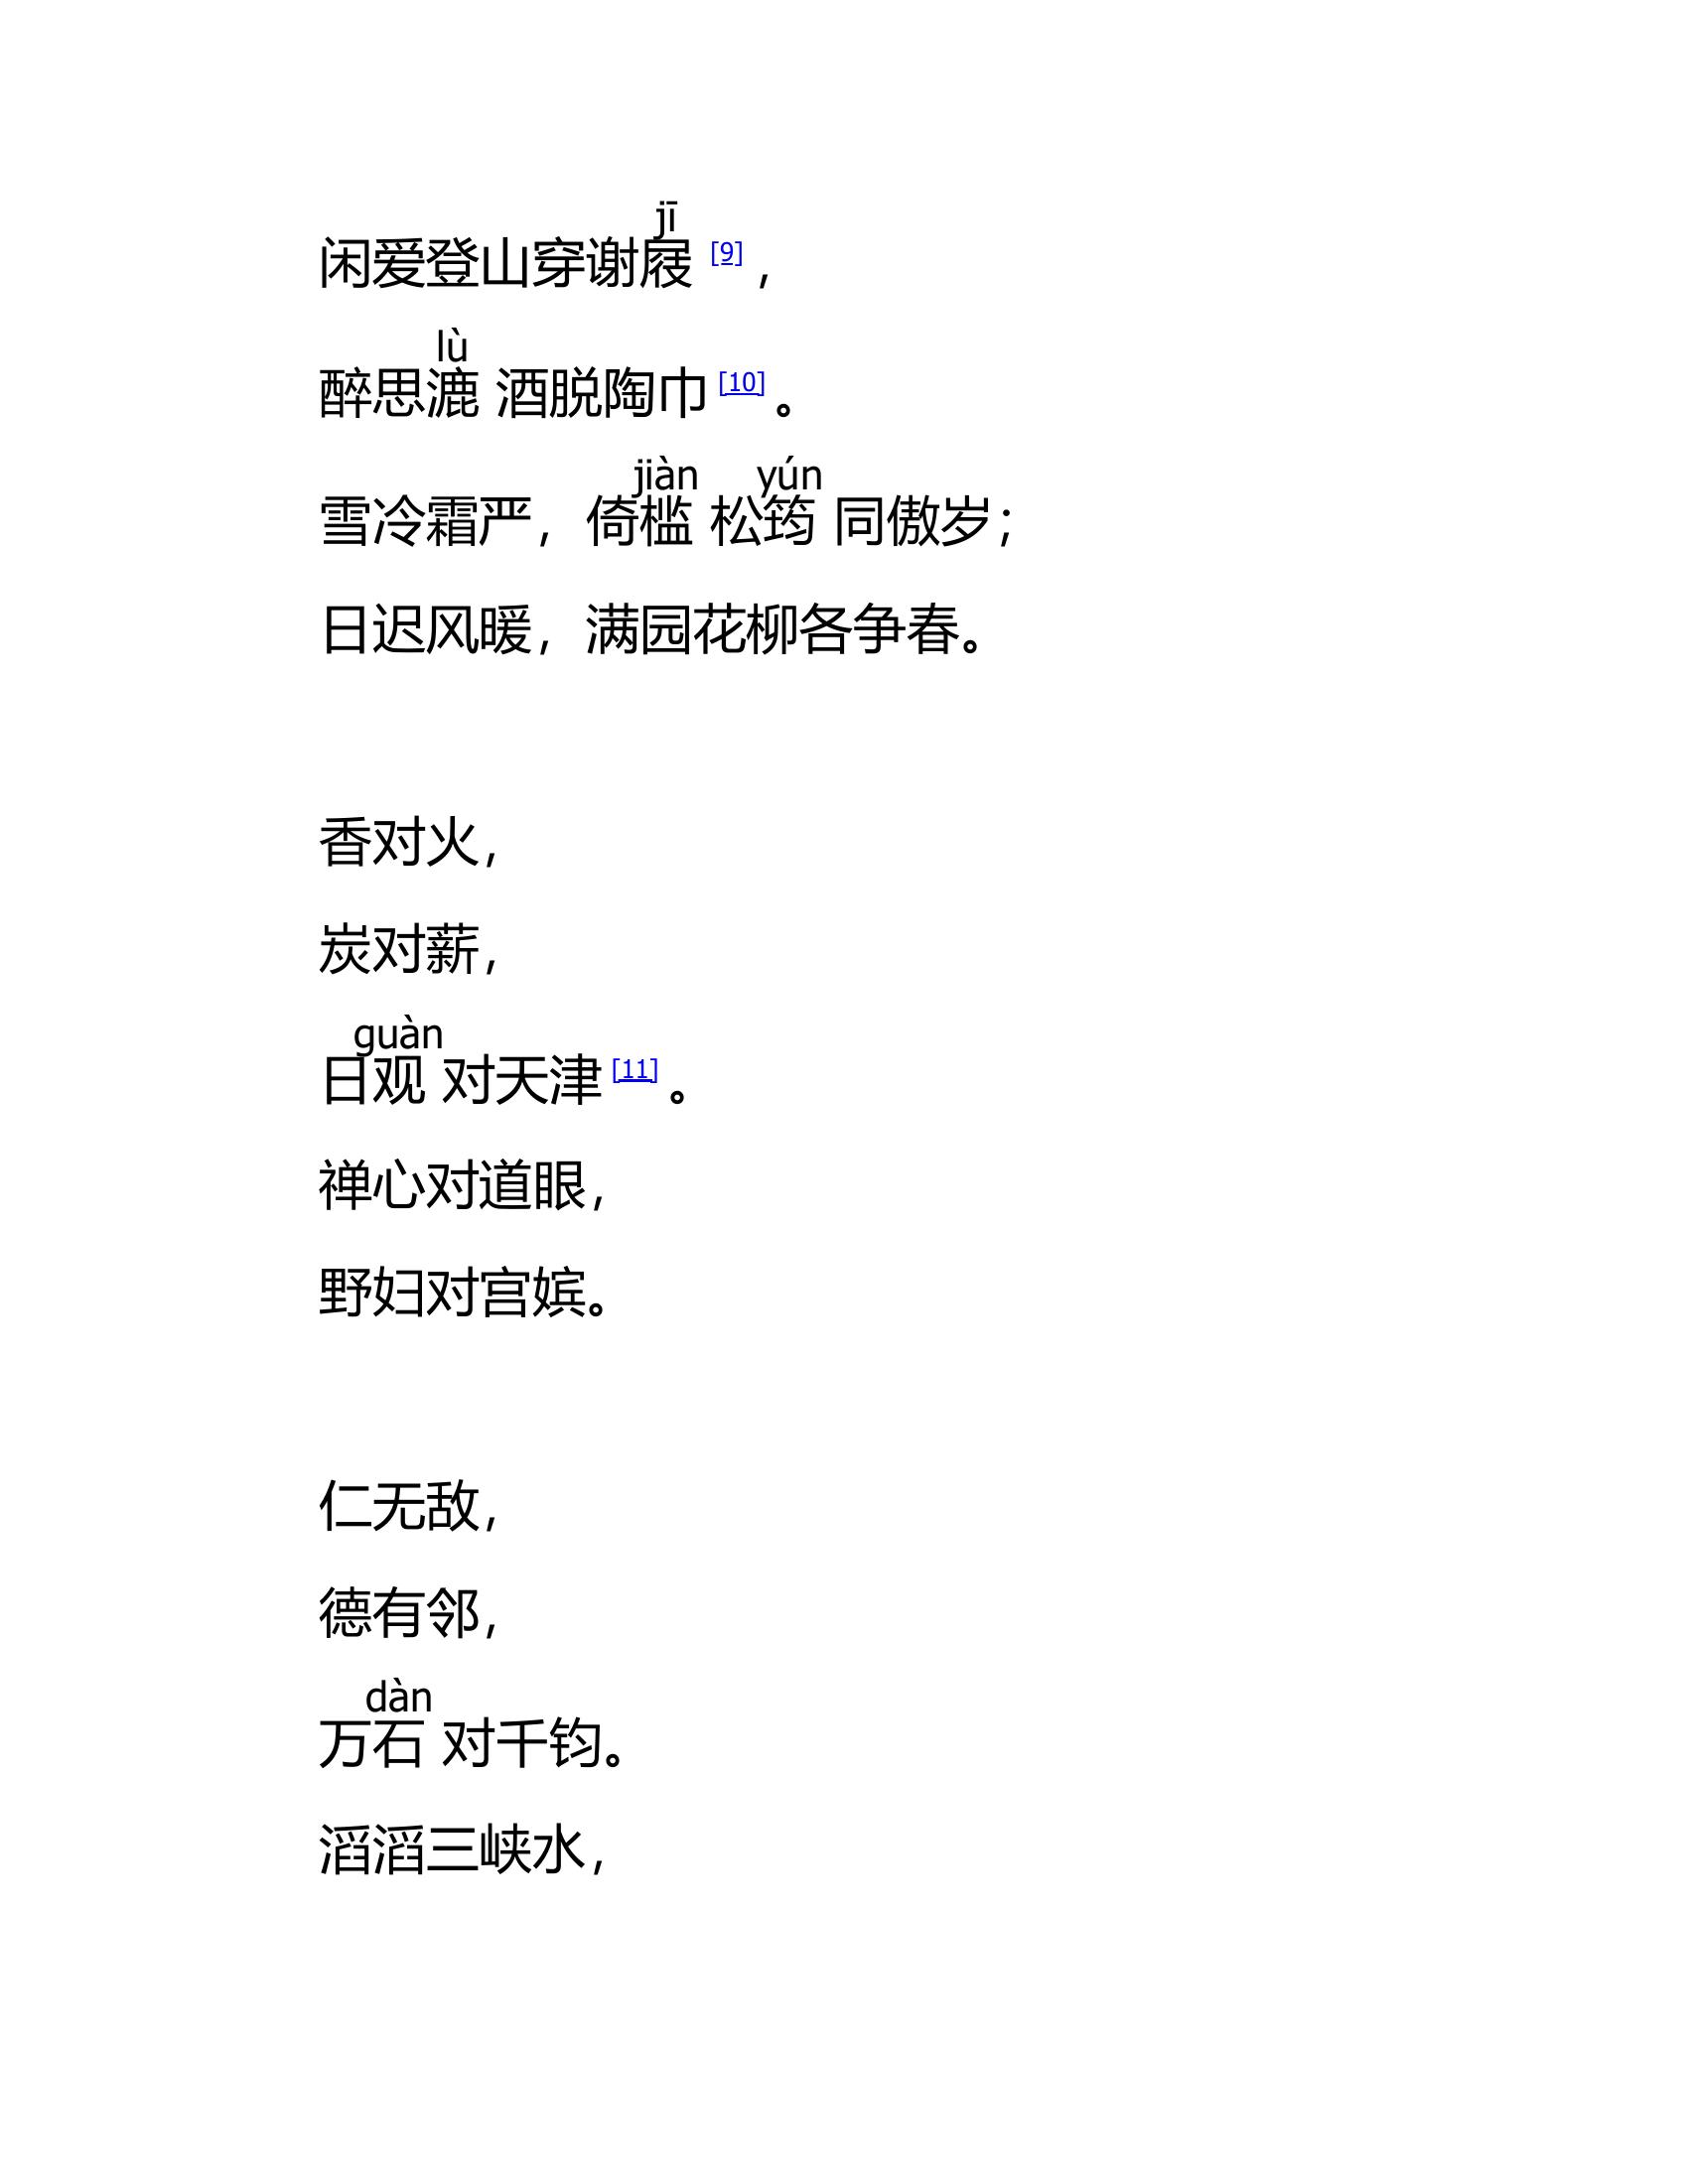 jī
闲爱登山穿谢屐 [9] ，
lù
醉思漉 酒脱陶巾 [10] 。
jiàn yún
雪冷霜严，倚槛 松筠 同傲岁；
日迟风暖，满园花柳各争春。
香对火，
炭对薪，
guàn
日观 对天津 [11] 。
禅心对道眼，
野妇对宫嫔。
仁无敌，
德有邻，
dàn
万石 对千钧。
滔滔三峡水，